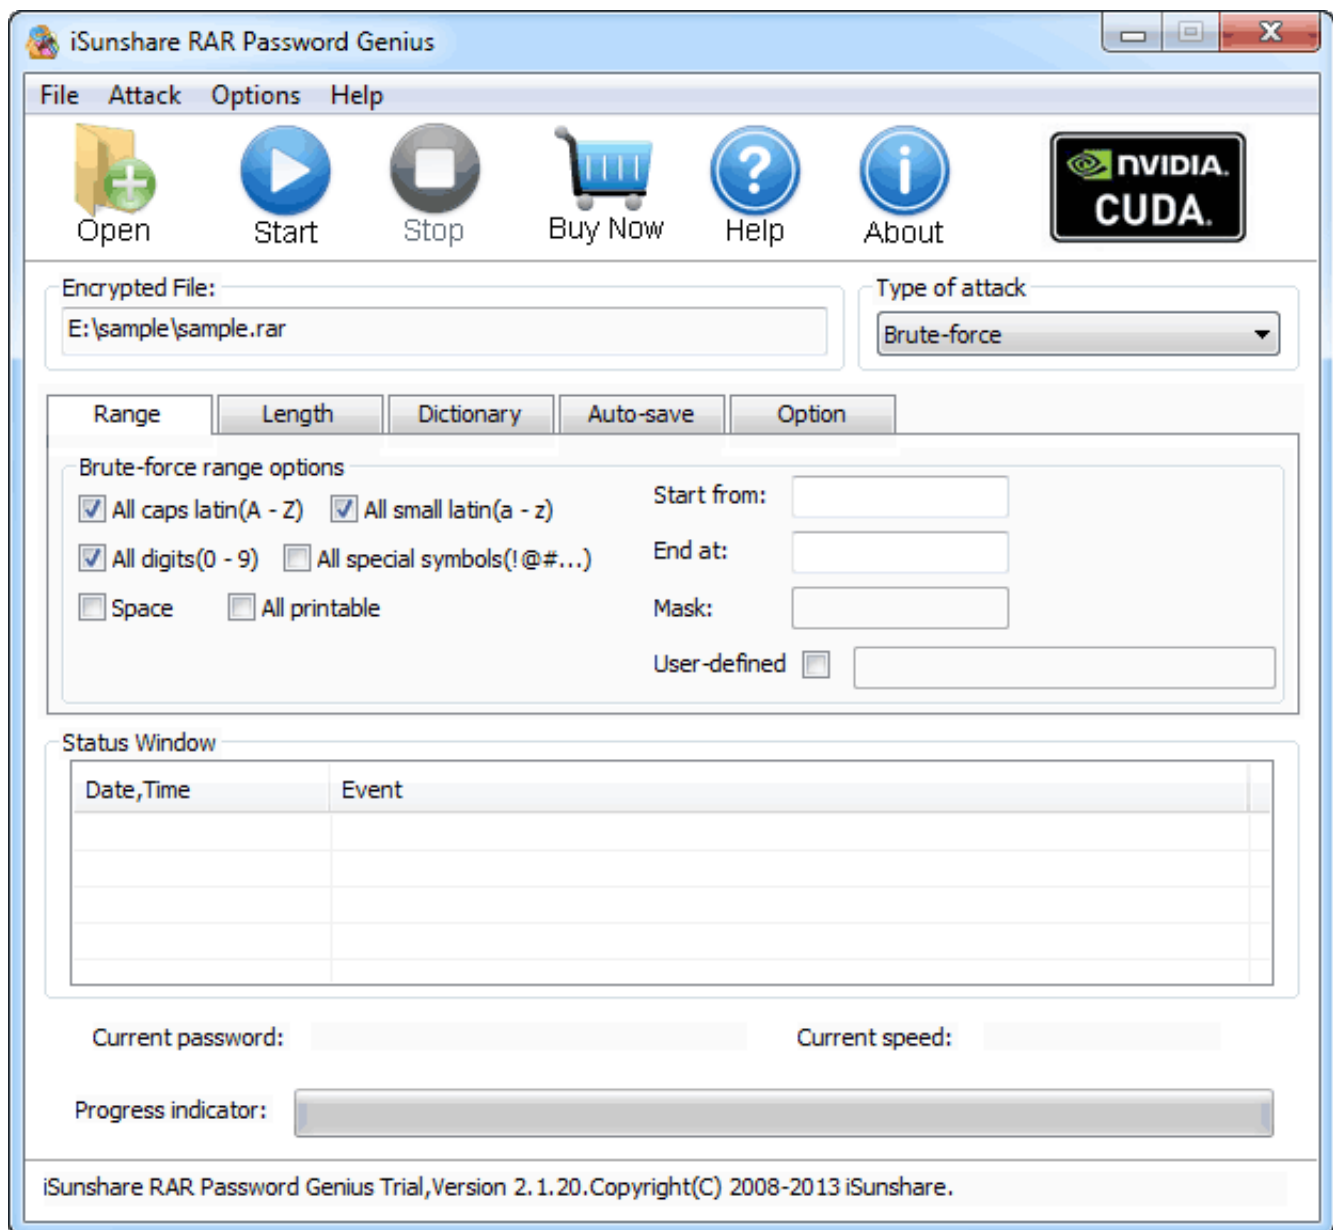 iSunshare RAR Password Genius
File Attack Options Help
Open Start Stop Buy Now Help About
NVIDIA.
CUDA.
Encrypted File:
E:\sample\sample.rar
Type of attack
Brute-force
Range Length Dictionary Auto-save Option
Brute-force range options
All caps latin(A - Z) All small latin(a - z)
All digits(0 - 9) All special symbols(!@#...)
Space All printable
Start from:
End at:
Mask:
User-defined
Status Window
Date,Time Event
Current password: Current speed:
Progress indicator:
iSunshare RAR Password Genius Trial,Version 2.1.20.Copyright(C) 2008-2013 iSunshare.